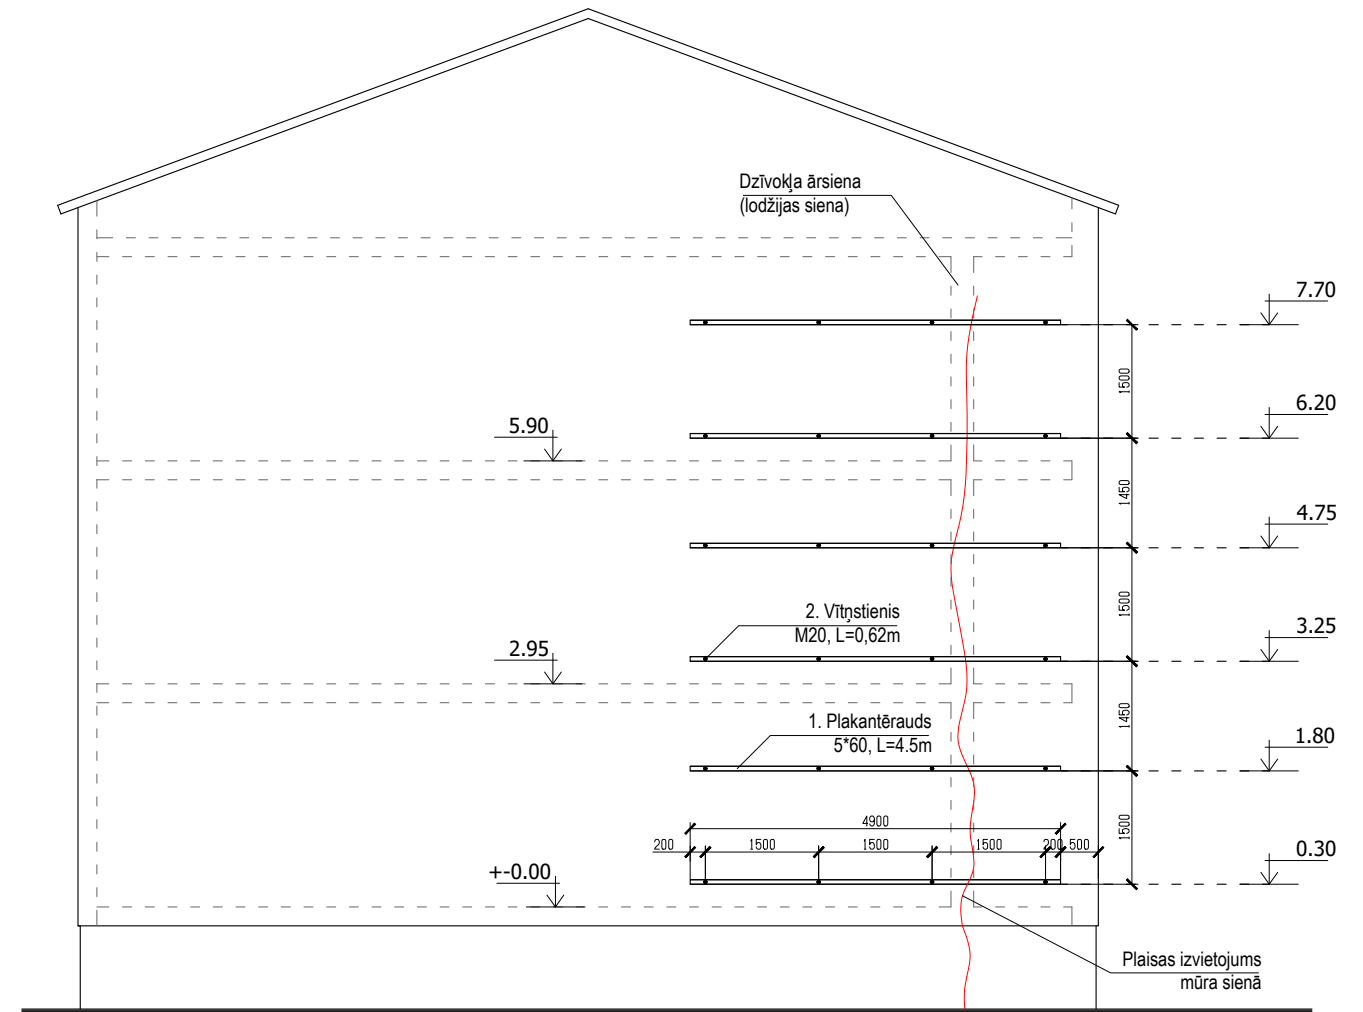 Dzīvokļa ārsiena
(lodžijas siena)
7.70
1500
6.20
5.90
1450
4.75
1500
2. Vītņstienis
M20, L=0,62m
3.25
2.95
1450
1. Plakantērauds
5*60, L=4.5m
1.80
1500
4900
200
1500
1500
1500
200
500
0.30
+-0.00
Plaisas izvietojums
mūra sienā